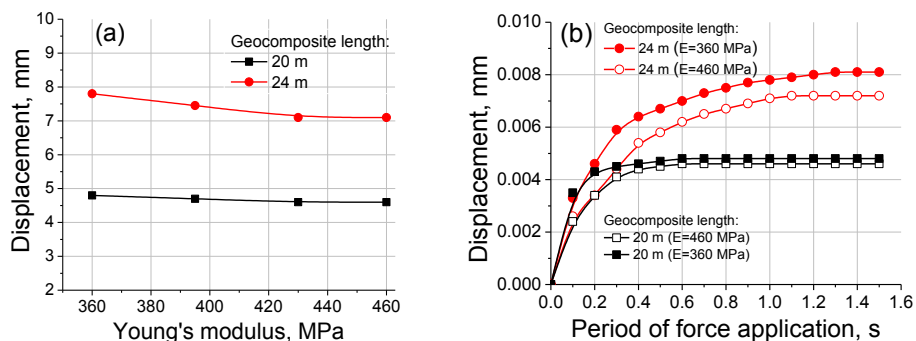 (a)
Geocomposite length:
20 m
24 m
10
9
8
7
6
5
4
3
2
360 380 400 420 440 460
Young's modulus, MPa
Displacement, mm
(b)
Geocomposite length:
24 m (E=360 MPa)
24 m (E=460 MPa)
Geocomposite length:
20 m (E=460 MPa)
20 m (E=360 MPa)
0.010
0.008
0.006
0.004
0.002
0.000
0.0 0.2 0.4 0.6 0.8 1.0 1.2 1.4 1.6
Period of force application, s
Displacement, mm